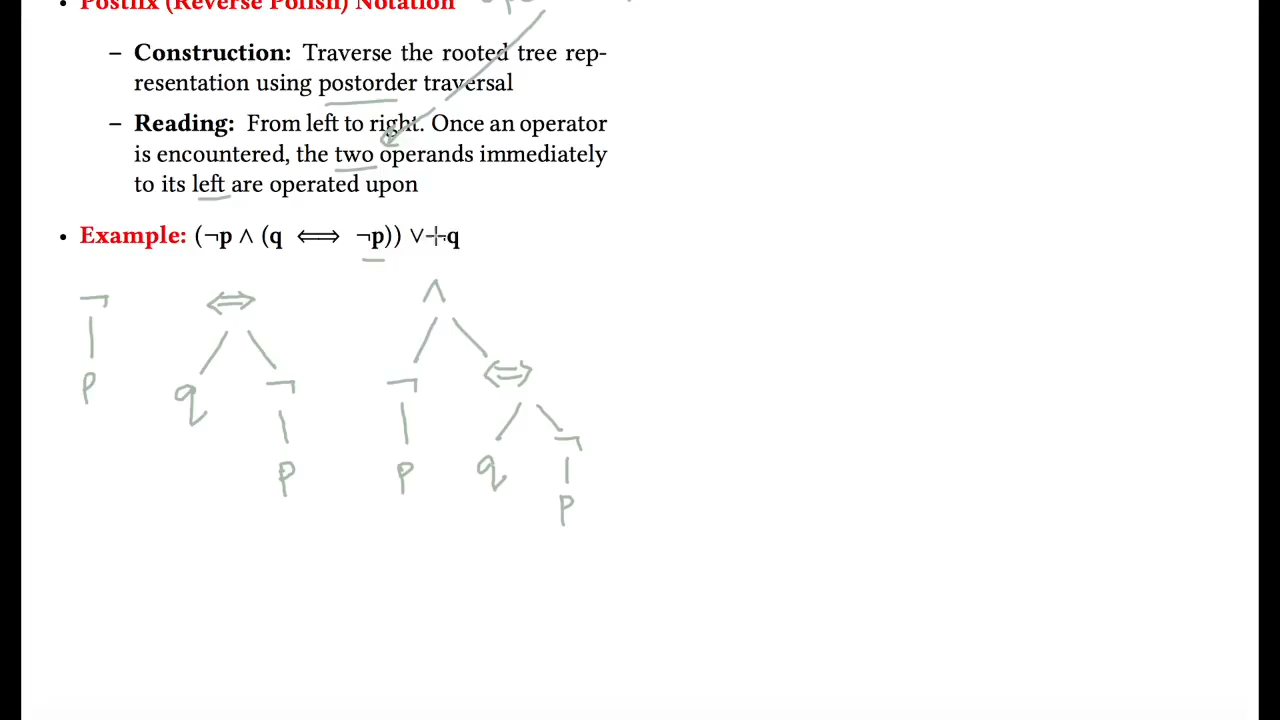 • Postfix (Reverse Polish) Notation
– Construction: Traverse the rooted tree rep-
resentation using postorder traversal
– Reading: From left to right. Once an operator
is encountered, the two operands immediately
to its left are operated upon
• Example: (¬p ∧ (q ⟺ ¬p)) ∨ ¬q
¬ ⇔ ∧
p q ¬ ¬ ⇔
p p q ¬
p